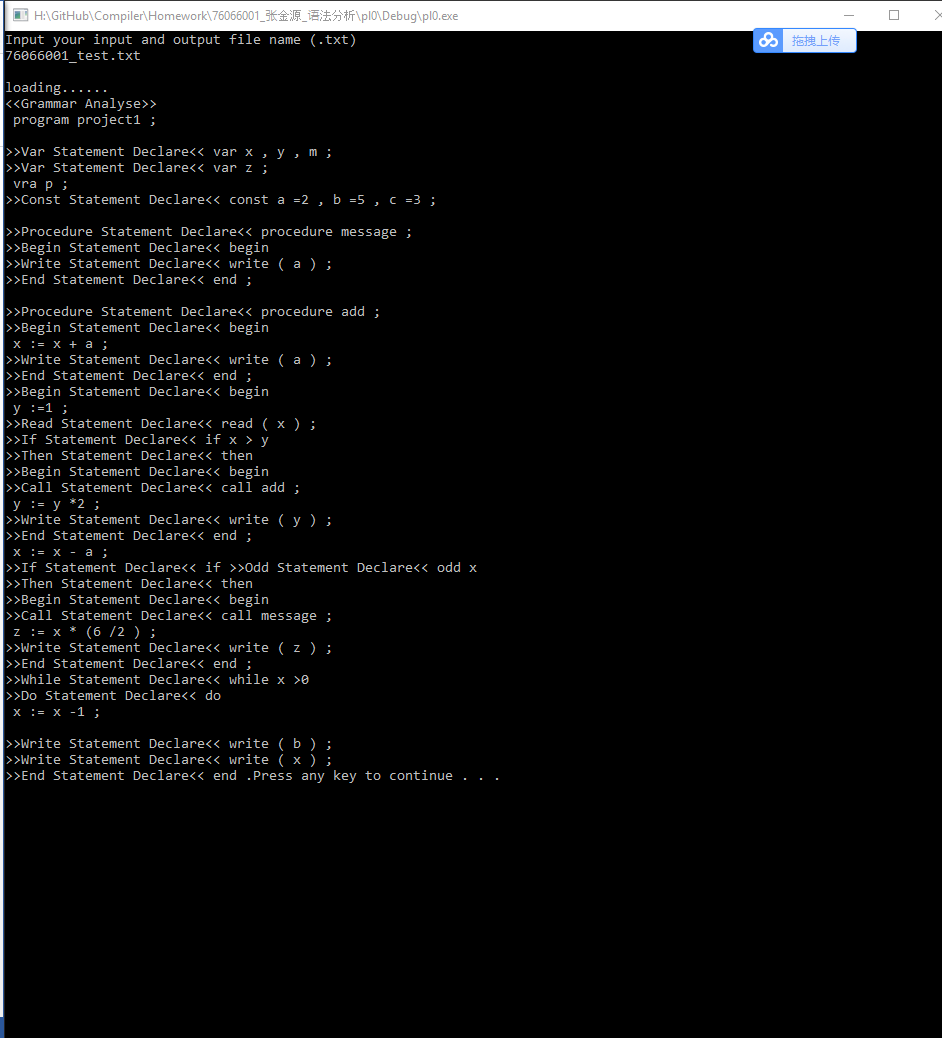 H:\GitHub\Compiler\Homework\76066001_张金源_语法分析\pl0\Debug\pl0.exe
Input your input and output file name (.txt)
拖拽上传
76066001_test.txt
loading......
<<Grammar Analyse>>
program project1 ;
>>Var Statement Declare<< var x , y , m ;
>>Var Statement Declare<< var z ;
vra p ;
>>Const Statement Declare<< const a =2 , b =5 , c =3 ;
>>Procedure Statement Declare<< procedure message ;
>>Begin Statement Declare<< begin
>>Write Statement Declare<< write ( a ) ;
>>End Statement Declare<< end ;
>>Procedure Statement Declare<< procedure add ;
>>Begin Statement Declare<< begin
x := x + a ;
>>Write Statement Declare<< write ( a ) ;
>>End Statement Declare<< end ;
>>Begin Statement Declare<< begin
y :=1 ;
>>Read Statement Declare<< read ( x ) ;
>>If Statement Declare<< if x > y
>>Then Statement Declare<< then
>>Begin Statement Declare<< begin
>>Call Statement Declare<< call add ;
y := y *2 ;
>>Write Statement Declare<< write ( y ) ;
>>End Statement Declare<< end ;
x := x - a ;
>>If Statement Declare<< if >>Odd Statement Declare<< odd x
>>Then Statement Declare<< then
>>Begin Statement Declare<< begin
>>Call Statement Declare<< call message ;
z := x * (6 /2 ) ;
>>Write Statement Declare<< write ( z ) ;
>>End Statement Declare<< end ;
>>While Statement Declare<< while x >0
>>Do Statement Declare<< do
x := x -1 ;
>>Write Statement Declare<< write ( b ) ;
>>Write Statement Declare<< write ( x ) ;
>>End Statement Declare<< end .Press any key to continue . . .